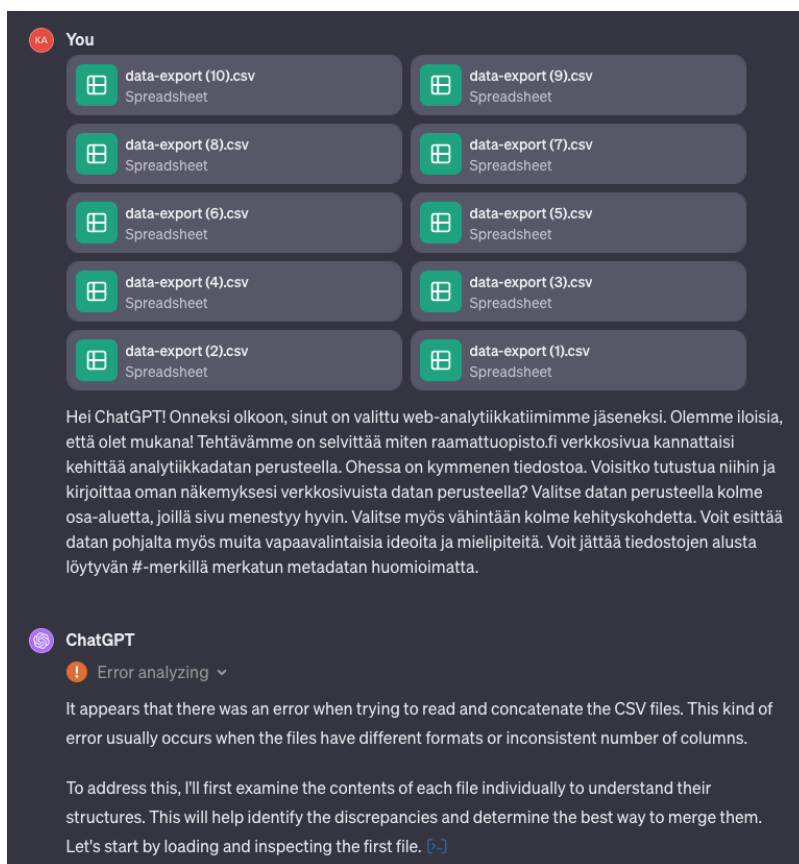 KA You
data-export (10).csv
Spreadsheet
data-export (9).csv
Spreadsheet
data-export (8).csv
Spreadsheet
data-export (7).csv
Spreadsheet
data-export (6).csv
Spreadsheet
data-export (5).csv
Spreadsheet
data-export (4).csv
Spreadsheet
data-export (3).csv
Spreadsheet
data-export (2).csv
Spreadsheet
data-export (1).csv
Spreadsheet
Hei ChatGPT! Onneksi olkoon, sinut on valittu web-analytiikkatiimimme jäseneksi. Olemme iloisia,
että olet mukana! Tehtävämme on selvittää miten raamattuopisto.fi verkkosivua kannattaisi
kehittää analytiikkadatan perusteella. Ohessa on kymmenen tiedostoa. Voisitko tutustua niihin ja
kirjoittaa oman näkemyksesi verkkosivuista datan perusteella? Valitse datan perusteella kolme
osa-aluetta, joillä sivu menestyy hyvin. Valitse myös vähintään kolme kehityskohdetta. Voit esittää
datan pohjalta myös muita vapaavalintaisia ideoita ja mielipiteitä. Voit jättää tiedostojen alusta
löytyvän #-merkillä merkatun metadatan huomioimatta.
ChatGPT
! Error analyzing
It appears that there was an error when trying to read and concatenate the CSV files. This kind of
error usually occurs when the files have different formats or inconsistent number of columns.
To address this, I'll first examine the contents of each file individually to understand their
structures. This will help identify the discrepancies and determine the best way to merge them.
Let's start by loading and inspecting the first file. [>_]